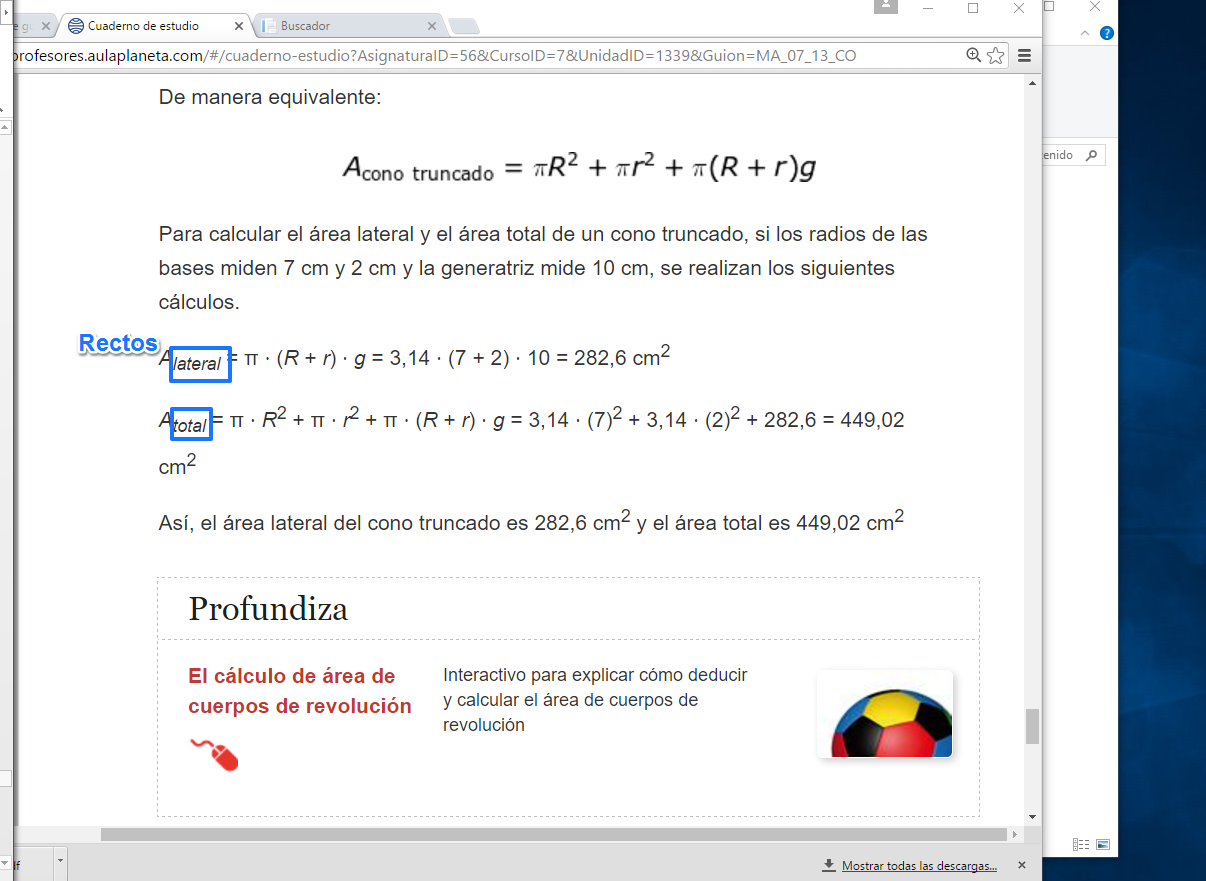 Cuaderno de estudio
Buscador
profesores.aulaplaneta.com/#/cuaderno-estudio?AsignaturaID=56&CursoID=7&UnidadID=1339&Guion=MA_07_13_CO
De manera equivalente:
A cono truncado = πR² + πr² + π(R + r)g
enido
Para calcular el área lateral y el área total de un cono truncado, si los radios de las
bases miden 7 cm y 2 cm y la generatriz mide 10 cm, se realizan los siguientes
cálculos.
Rectos
A lateral = π · (R + r) · g = 3,14 · (7 + 2) · 10 = 282,6 cm²
A total = π · R² + π · r² + π · (R + r) · g = 3,14 · (7)² + 3,14 · (2)² + 282,6 = 449,02
cm²
Así, el área lateral del cono truncado es 282,6 cm² y el área total es 449,02 cm²
Profundiza
El cálculo de área de
cuerpos de revolución
Interactivo para explicar cómo deducir
y calcular el área de cuerpos de
revolución
Mostrar todas las descargas...